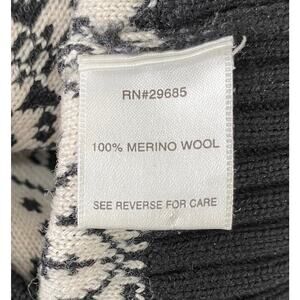 RN#29685
100% MERINO WOOL
SEE REVERSE FOR CARE